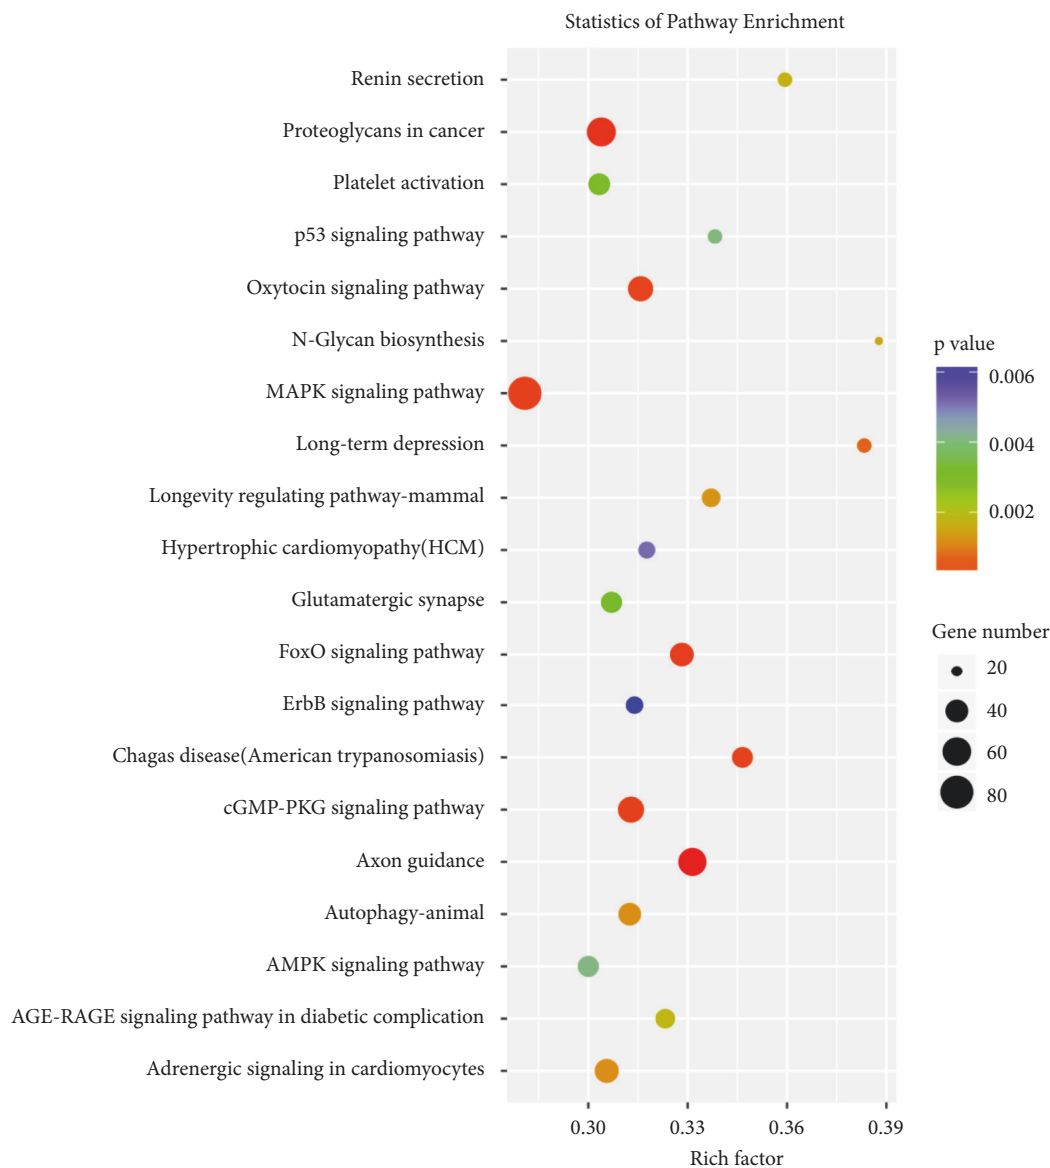 Statistics of Pathway Enrichment
Renin secretion
Proteoglycans in cancer
Platelet activation
p53 signaling pathway
Oxytocin signaling pathway
N-Glycan biosynthesis
MAPK signaling pathway
Long-term depression
Longevity regulating pathway-mammal
Hypertrophic cardiomyopathy(HCM)
Glutamatergic synapse
FoxO signaling pathway
ErbB signaling pathway
Chagas disease(American trypanosomiasis)
cGMP-PKG signaling pathway
Axon guidance
Autophagy-animal
AMPK signaling pathway
AGE-RAGE signaling pathway in diabetic complication
Adrenergic signaling in cardiomyocytes
0.30 0.33 0.36 0.39
Rich factor
p value
0.006
0.004
0.002
Gene number
20
40
60
80